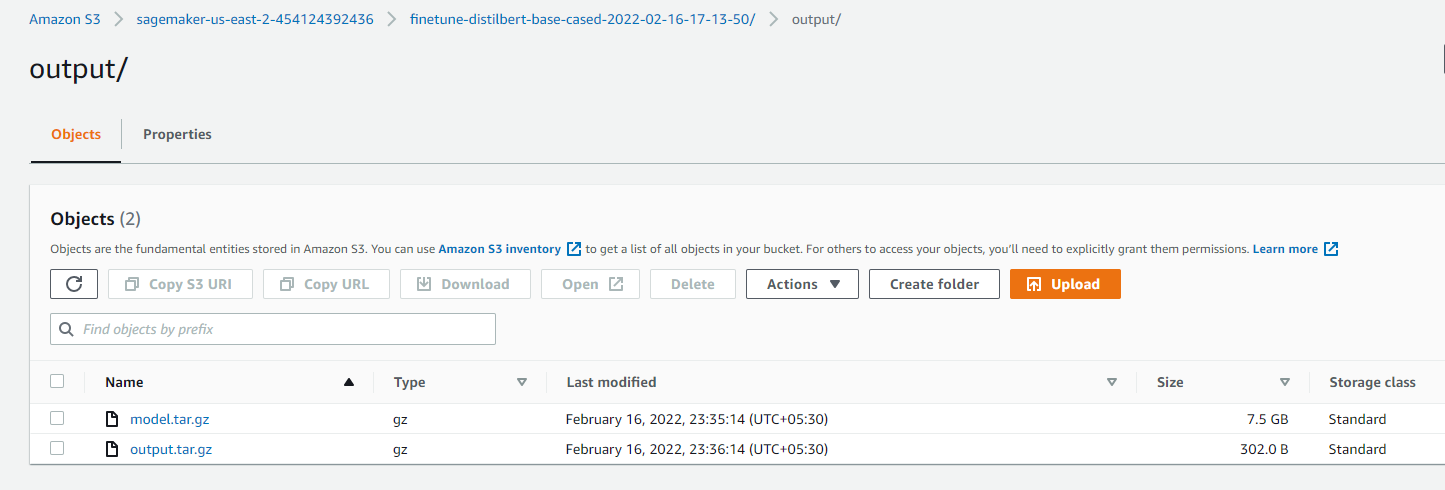 Amazon S3 > sagemaker-us-east-2-454124392436 > finetune-distilbert-base-cased-2022-02-16-17-13-50/ > output/
output/
Objects Properties
Objects (2)
Objects are the fundamental entities stored in Amazon S3. You can use Amazon S3 inventory to get a list of all objects in your bucket. For others to access your objects, you'll need to explicitly grant them permissions. Learn more
Copy S3 URI Copy URL Download Open Delete Actions Create folder Upload
Find objects by prefix
Name Type Last modified Size Storage class
model.tar.gz gz February 16, 2022, 23:35:14 (UTC+05:30) 7.5 GB Standard
output.tar.gz gz February 16, 2022, 23:36:14 (UTC+05:30) 302.0 B Standard